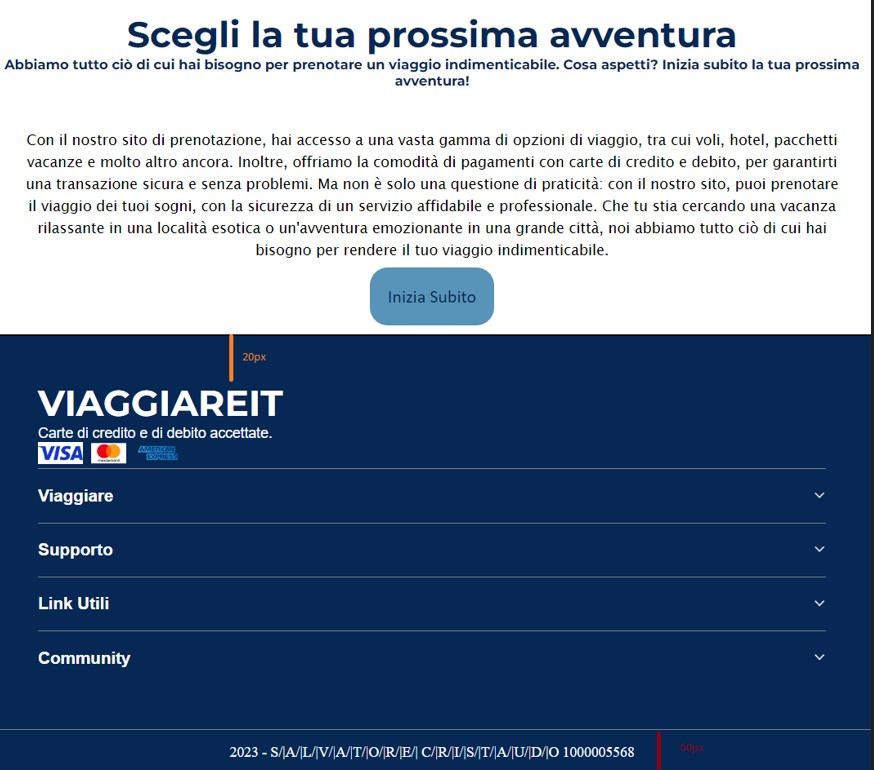 Scegli la tua prossima avventura
Abbiamo tutto ciò di cui hai bisogno per prenotare un viaggio indimenticabile. Cosa aspetti? Inizia subito la tua prossima
avventura!
Con il nostro sito di prenotazione, hai accesso a una vasta gamma di opzioni di viaggio, tra cui voli, hotel, pacchetti
vacanze e molto altro ancora. Inoltre, offriamo la comodità di pagamenti con carte di credito e debito, per garantirti
una transazione sicura e senza problemi. Ma non è solo una questione di praticità: con il nostro sito, puoi prenotare
il viaggio dei tuoi sogni, con la sicurezza di un servizio affidabile e professionale. Che tu stia cercando una vacanza
rilassante in una località esotica o un'avventura emozionante in una grande città, noi abbiamo tutto ciò di cui hai
bisogno per rendere il tuo viaggio indimenticabile.
Inizia Subito
20px
VIAGGIAREIT
Carte di credito e di debito accettate.
VISA mastercard AMERICAN EXPRESS
Viaggiare
Supporto
Link Utili
Community
2023 - S/|A/|L/|V/|A/|T/|O/|R/|E/| C/|R/|I/|S/|T/|A/|U/|D/|O 1000005568
50px